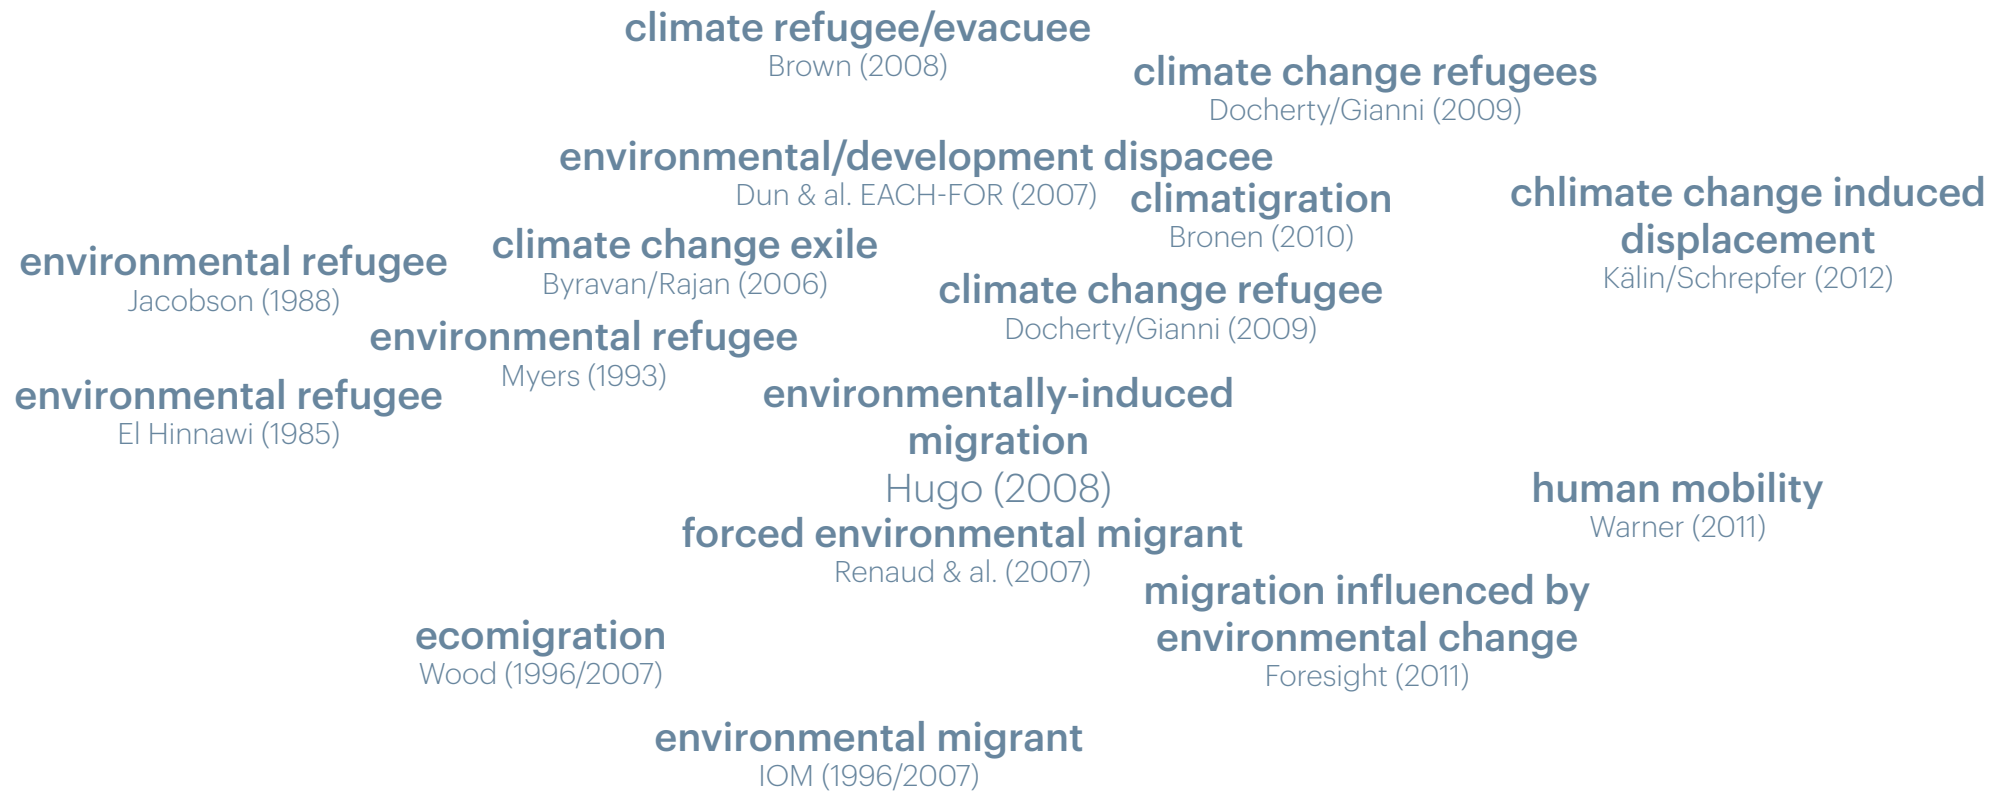 climate refugee/evacuee
Brown (2008)
climate change refugees
Docherty/Gianni (2009)
environmental/development dispacee
Dun & al. EACH-FOR (2007)
climatigration
Bronen (2010)
chlimate change induced
displacement
Kälin/Schrepfer (2012)
environmental refugee
Jacobson (1988)
climate change exile
Byravan/Rajan (2006)
climate change refugee
Docherty/Gianni (2009)
environmental refugee
Myers (1993)
environmental refugee
El Hinnawi (1985)
environmentally-induced
migration
Hugo (2008)
human mobility
Warner (2011)
forced environmental migrant
Renaud & al. (2007)
migration influenced by
environmental change
Foresight (2011)
ecomigration
Wood (1996/2007)
environmental migrant
IOM (1996/2007)